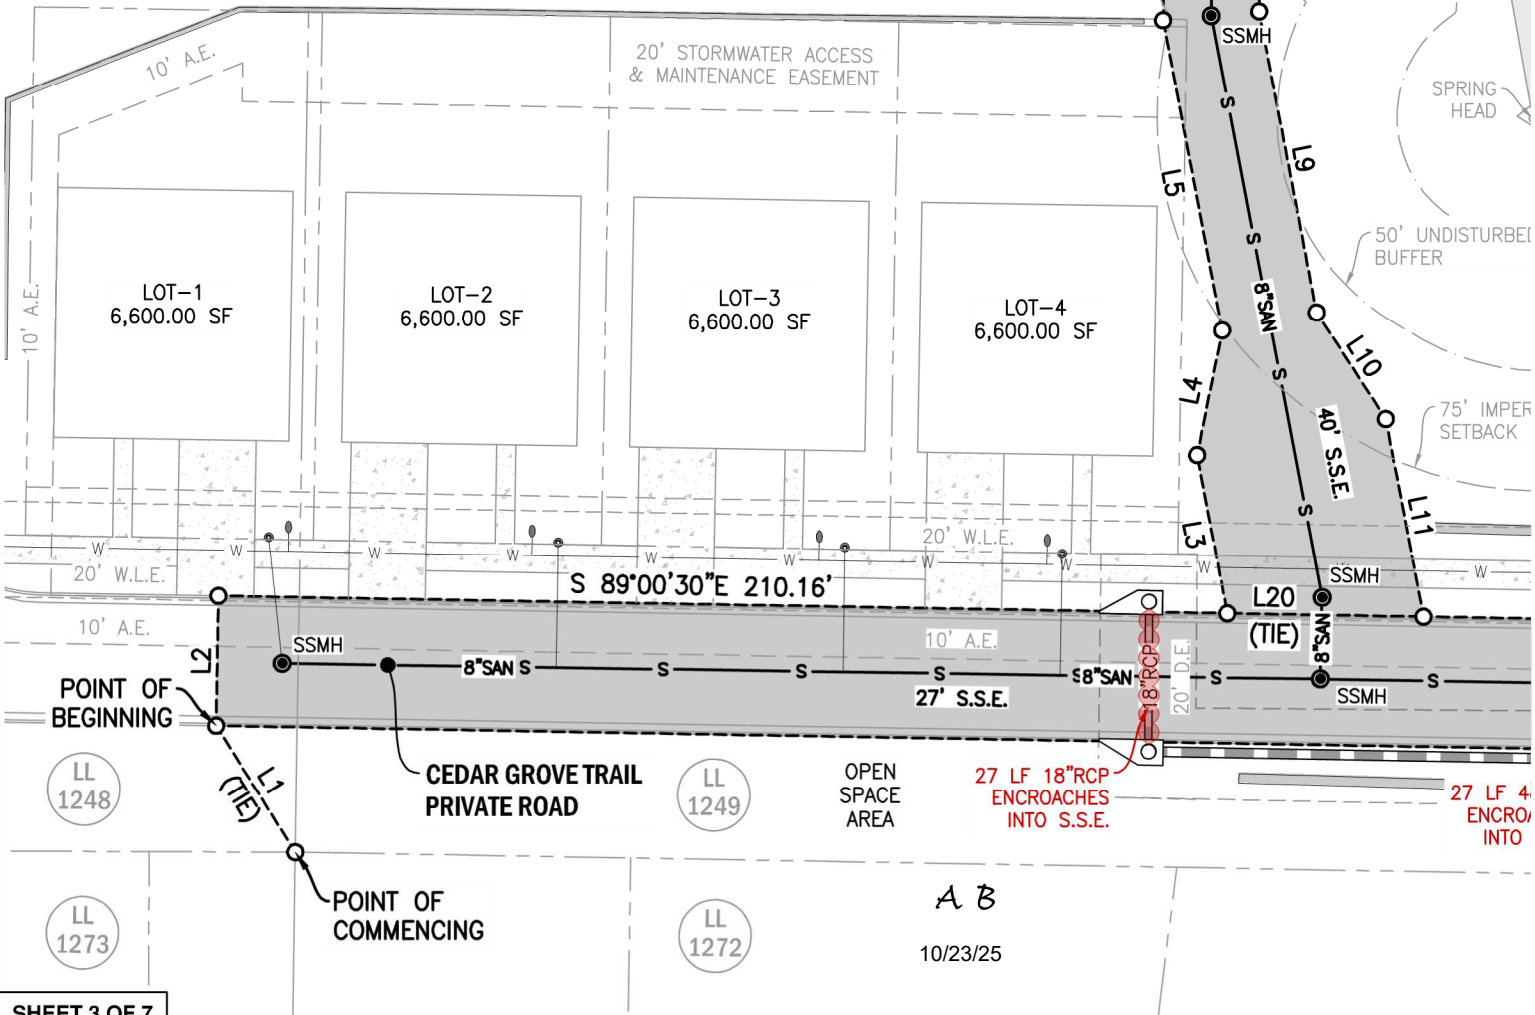 SSMH
10' A.E.
20' STORMWATER ACCESS
& MAINTENANCE EASEMENT
SPRING
HEAD
S
L9
L5
50' UNDISTURBED
BUFFER
S
LOT-1
6,600.00 SF
LOT-2
6,600.00 SF
LOT-3
6,600.00 SF
LOT-4
6,600.00 SF
10' A.E.
8"SAN
L10
S
L4
75' IMPER
SETBACK
40' S.S.E.
S
L11
L3
20' W.L.E.
W
W
W
W
W
W
W
W
W
20' W.L.E.
S 89°00'30"E 210.16'
SSMH
L20
(TIE)
8"SAN
10' A.E.
10' A.E.
SSMH
L2
8"SAN
S
S
S
S
S
8"SAN
18"RCP
20' D.E.
S
S
SSMH
27' S.S.E.
POINT OF
BEGINNING
L1
(TIE)
CEDAR GROVE TRAIL
PRIVATE ROAD
LL
1248
LL
1249
OPEN
SPACE
AREA
27 LF 18"RCP
ENCROACHES
INTO S.S.E.
27 LF
ENCROA
INTO
POINT OF
COMMENCING
LL
1273
LL
1272
A B
10/23/25
SHEET 3 OF 7